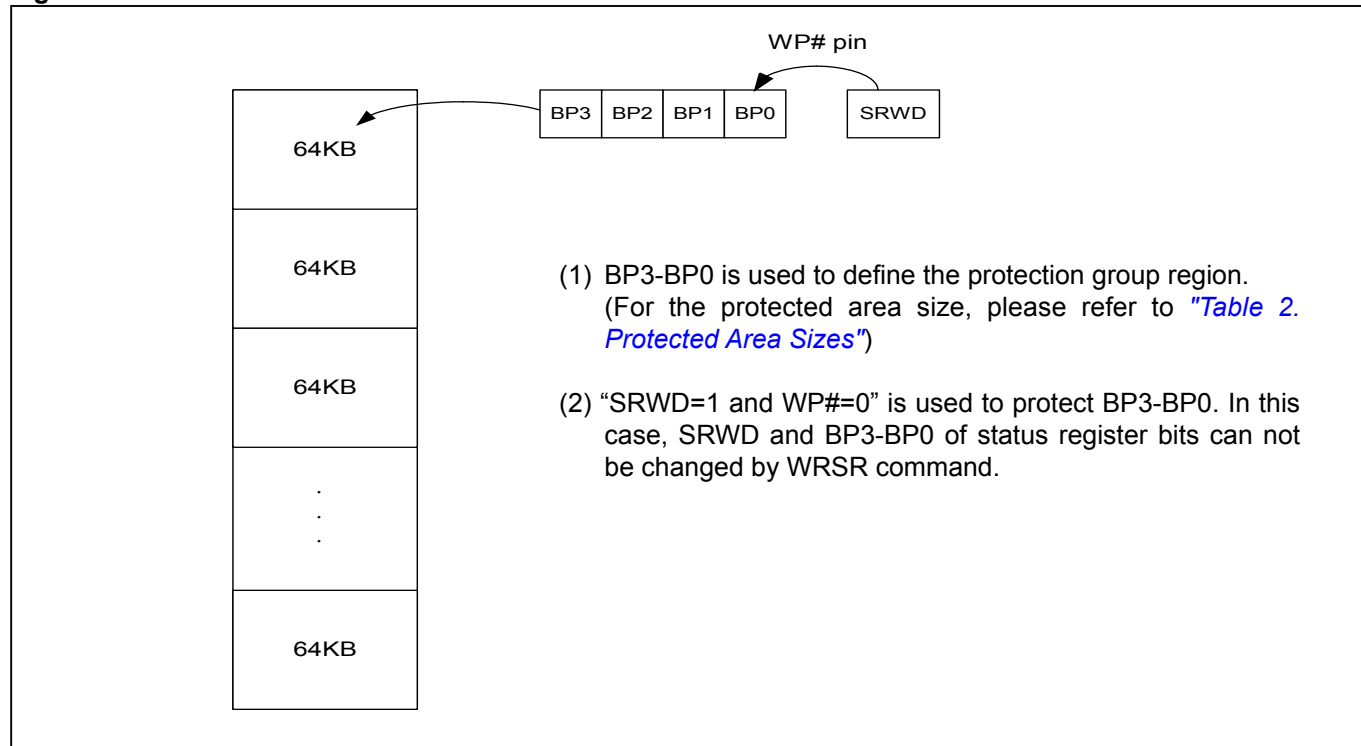 WP# pin
BP3 BP2 BP1 BP0 SRWD
64KB
64KB
64KB
.
.
.
64KB
(1) BP3-BP0 is used to define the protection group region.
(For the protected area size, please refer to "Table 2.
Protected Area Sizes")
(2) “SRWD=1 and WP#=0” is used to protect BP3-BP0. In this
case, SRWD and BP3-BP0 of status register bits can not
be changed by WRSR command.